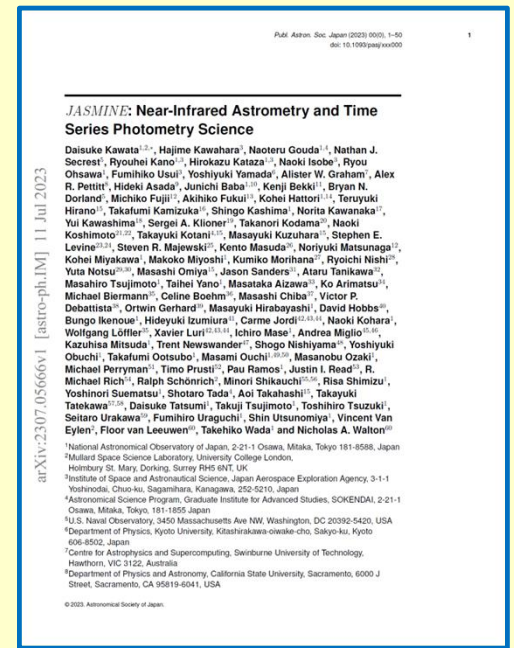 Publ. Astron. Soc. Japan (2023) 00(0), 1–50
doi: 10.1093/pasj/xxx000
1
JASMINE: Near-Infrared Astrometry and Time
Series Photometry Science
Daisuke Kawata1,2,*, Hajime Kawahara3, Naoteru Gouda1,4, Nathan J.
Secrest5, Ryouhei Kano1,3, Hirokazu Kataza1,3, Naoki Isobe3, Ryou
Ohsawa1, Fumihiko Usui3, Yoshiyuki Yamada6, Alister W. Graham7, Alex
R. Pettitt8, Hideki Asada9, Junichi Baba1,10, Kenji Bekki11, Bryan N.
Dorland5, Michiko Fujii12, Akihiko Fukui13, Kohei Hattori1,14, Teruyuki
Hirano15, Takafumi Kamizuka16, Shingo Kashima1, Norita Kawanaka17,
Yui Kawashima18, Sergei A. Klioner19, Takanori Kodama20, Naoki
Koshimoto21,22, Takayuki Kotani4,15, Masayuki Kuzuhara15, Stephen E.
Levine23,24, Steven R. Majewski25, Kento Masuda26, Noriyuki Matsunaga12,
Kohei Miyakawa1, Makoko Miyoshi1, Kumiko Morihana27, Ryoichi Nishi28,
Yuta Notsu29,30, Masashi Omiya15, Jason Sanders31, Ataru Tanikawa32,
Masahiro Tsujimoto1, Taihei Yano1, Masataka Aizawa33, Ko Arimatsu34,
Michael Biermann35, Celine Boehm36, Masashi Chiba37, Victor P.
Debattista38, Ortwin Gerhard39, Masayuki Hirabayashi1, David Hobbs40,
Bungo Ikenoue1, Hideyuki Izumiura41, Carme Jordi42,43,44, Naoki Kohara1,
Wolfgang Löffler35, Xavier Luri42,43,44, Ichiro Mase1, Andrea Miglio45,46,
Kazuhisa Mitsuda1, Trent Newswander47, Shogo Nishiyama48, Yoshiyuki
Obuchi1, Takafumi Ootsubo1, Masami Ouchi1,49,50, Masanobu Ozaki1,
Michael Perryman51, Timo Prusti52, Pau Ramos1, Justin I. Read53, R.
Michael Rich54, Ralph Schönrich2, Minori Shikauchi55,56, Risa Shimizu1,
Yoshinori Suematsu1, Shotaro Tada4, Aoi Takahashi15, Takayuki
Tatekawa57,58, Daisuke Tatsumi1, Takuji Tsujimoto1, Toshihiro Tsuzuki1,
Seitaro Urakawa59, Fumihiro Uraguchi1, Shin Utsunomiya1, Vincent Van
Eylen2, Floor van Leeuwen60, Takehiko Wada1 and Nicholas A. Walton60
1National Astronomical Observatory of Japan, 2-21-1 Osawa, Mitaka, Tokyo 181-8588, Japan
2Mullard Space Science Laboratory, University College London,
Holmbury St. Mary, Dorking, Surrey RH5 6NT, UK
3Institute of Space and Astronautical Science, Japan Aerospace Exploration Agency, 3-1-1
Yoshinodai, Chuo-ku, Sagamihara, Kanagawa, 252-5210, Japan
4Astronomical Science Program, Graduate Institute for Advanced Studies, SOKENDAI, 2-21-1
Osawa, Mitaka, Tokyo, 181-1855 Japan
5U.S. Naval Observatory, 3450 Massachusetts Ave NW, Washington, DC 20392-5420, USA
6Department of Physics, Kyoto University, Kitashirakawa-oiwake-cho, Sakyo-ku, Kyoto
606-8502, Japan
7Centre for Astrophysics and Supercomputing, Swinburne University of Technology,
Hawthorn, VIC 3122, Australia
8Department of Physics and Astronomy, California State University, Sacramento, 6000 J
Street, Sacramento, CA 95819-6041, USA
© 2023. Astronomical Society of Japan.
arXiv:2307.05666v1 [astro-ph.IM] 11 Jul 2023